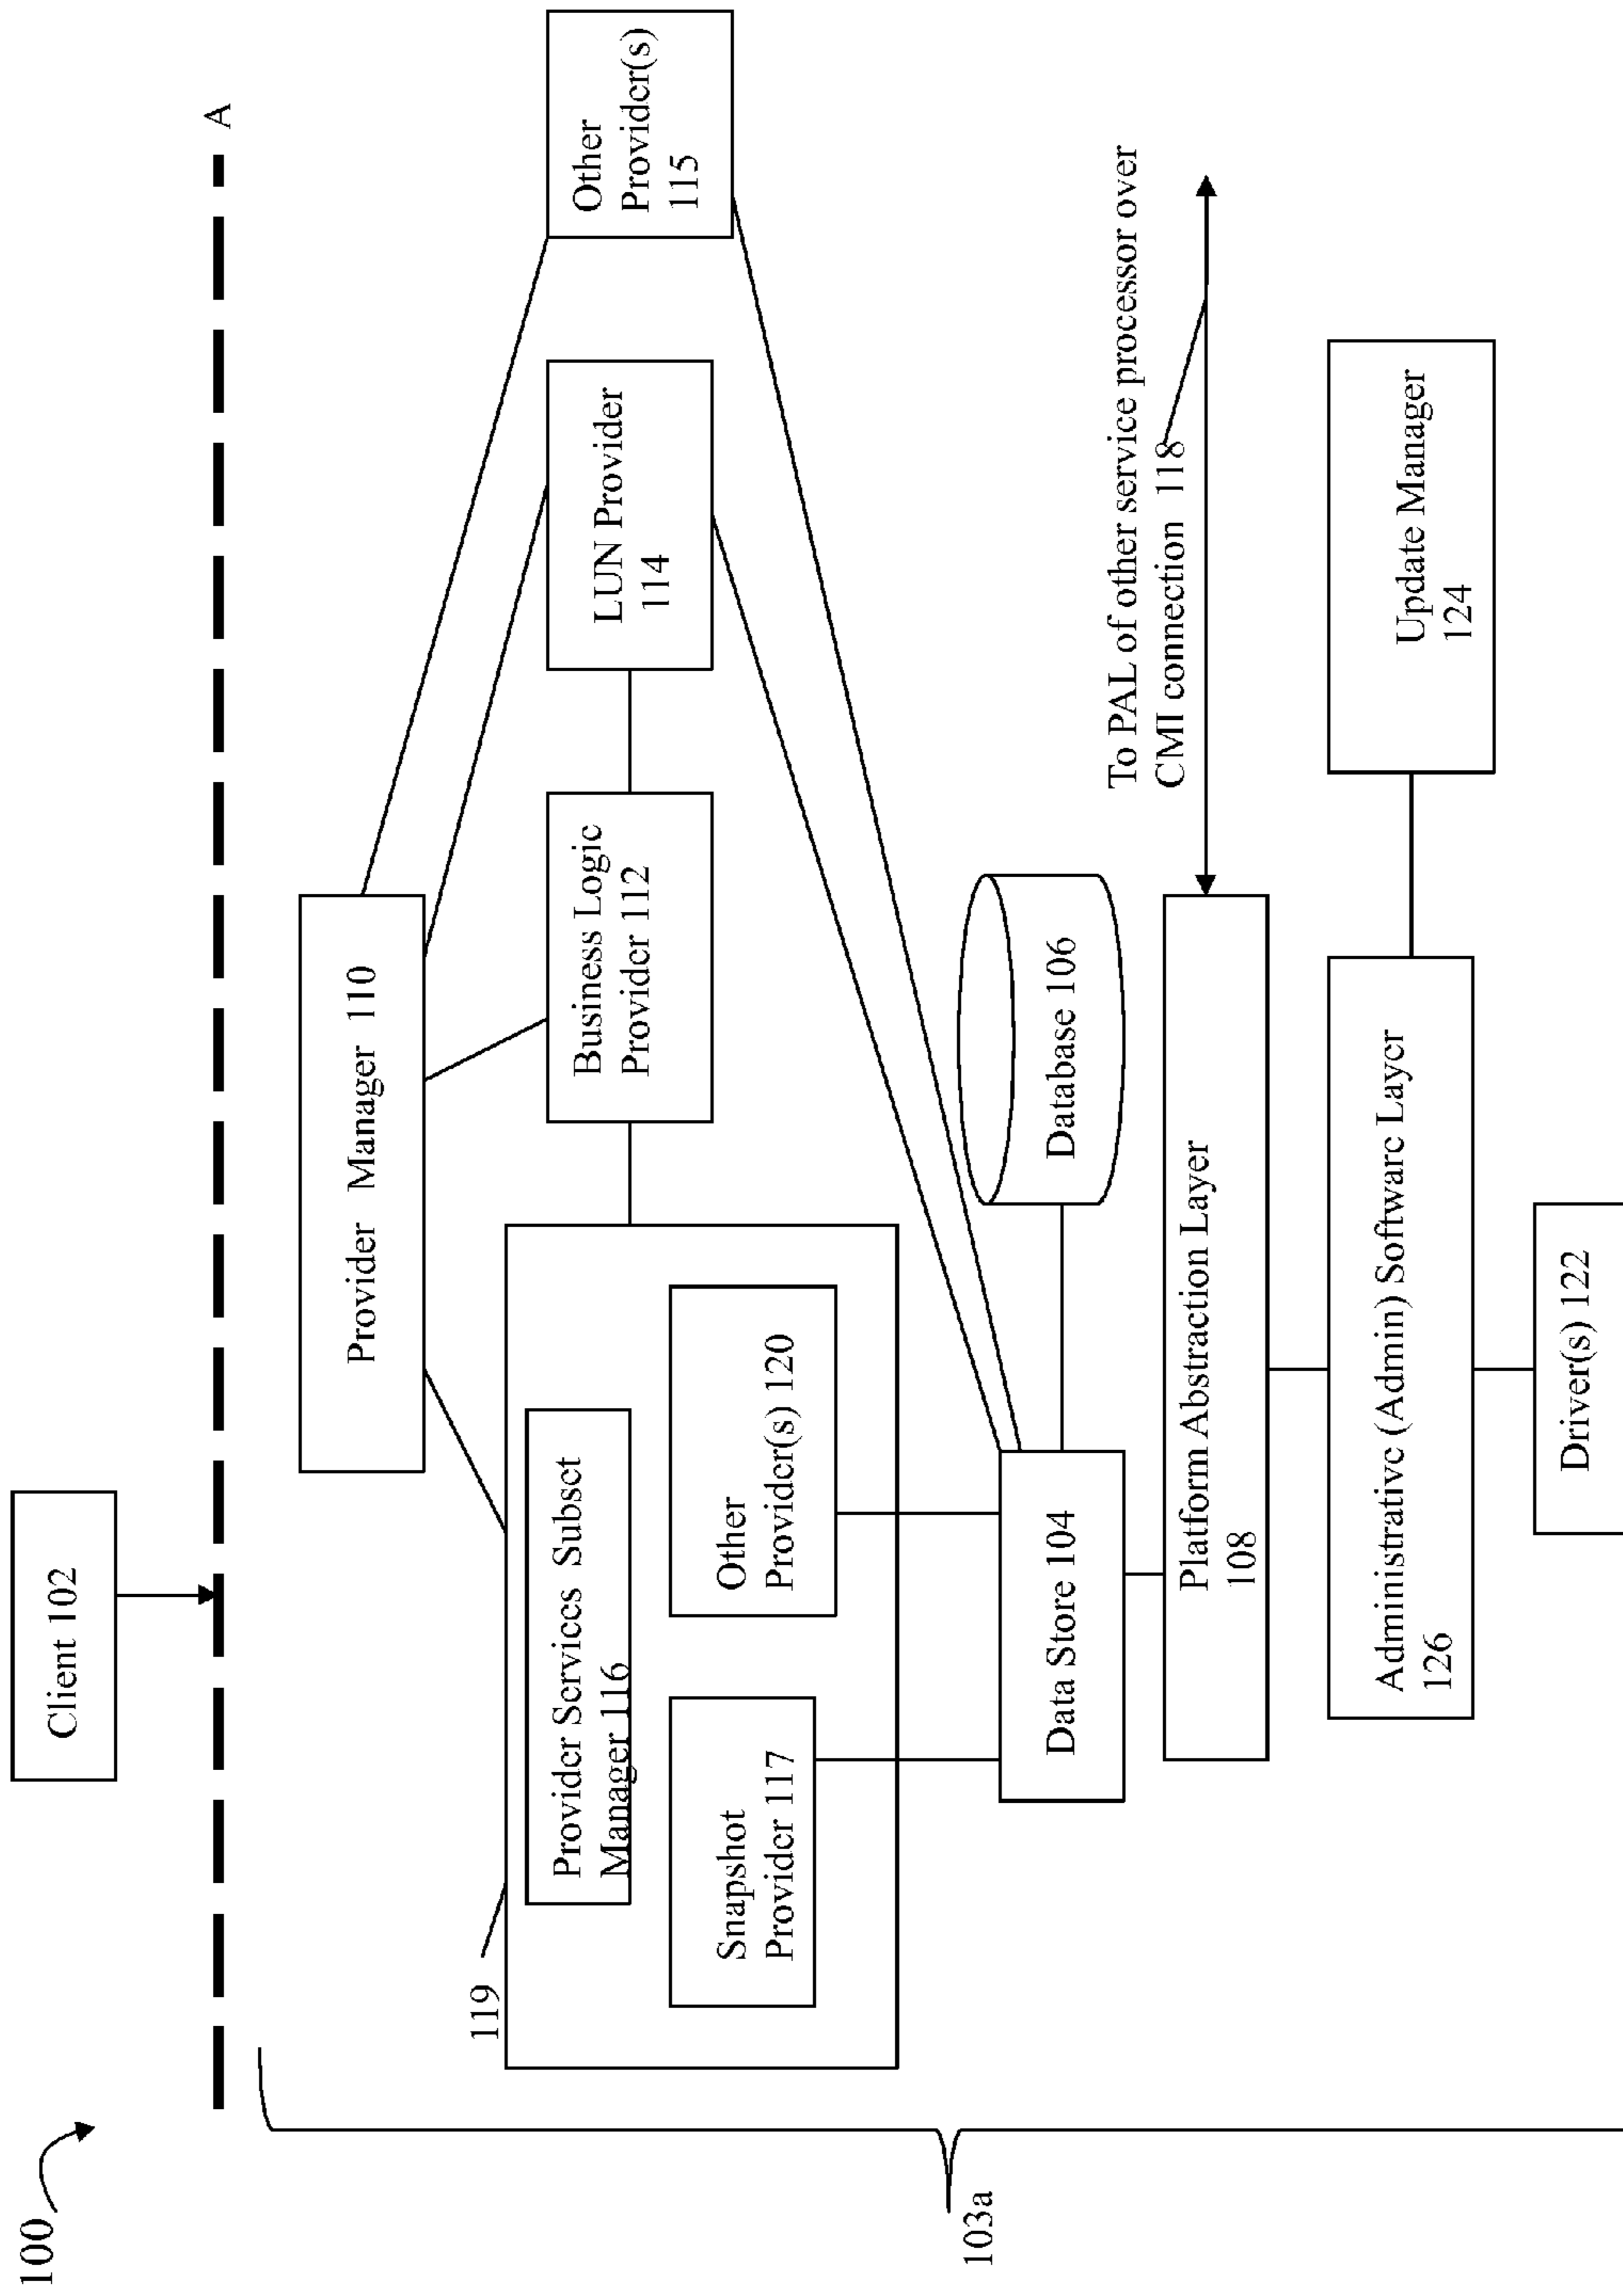 100
Client 102
A
Provider Manager 110
119
Provider Services Subset
Manager 116
Snapshot
Provider 117
Other
Provider(s) 120
Business Logic
Provider 112
LUN Provider
114
Other
Provider(s)
115
103a
Data Store 104
Database 106
To PAL of other service processor over
CMI connection 118
Platform Abstraction Layer
108
Administrative (Admin) Software Layer
126
Update Manager
124
Driver(s) 122